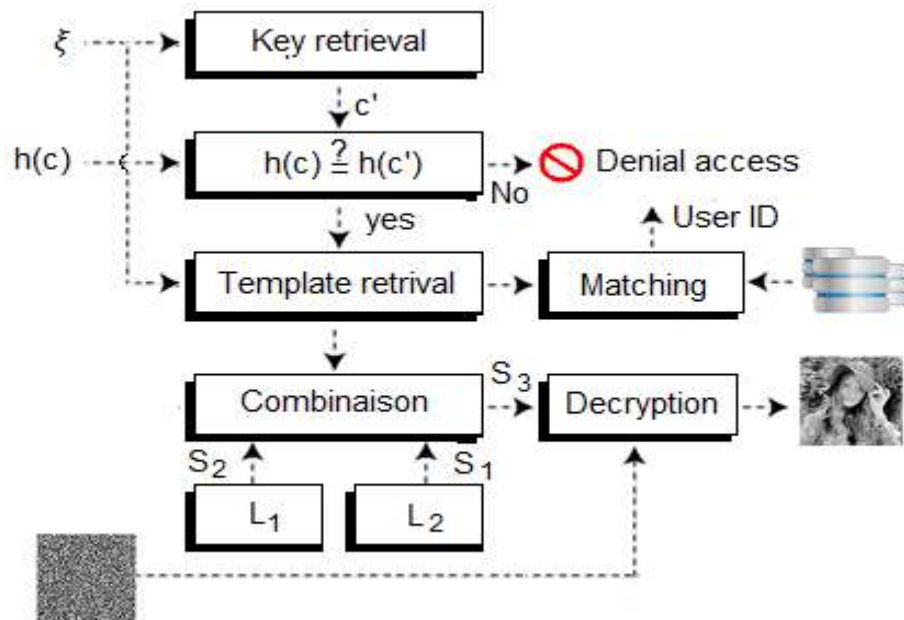 ξ
Key retrieval
c'
h(c)
h(c) ≟ h(c')
No
Denial access
yes
User ID
Template retrival
Matching
Combinaison
S₃
Decryption
S₂
S₁
L₁
L₂